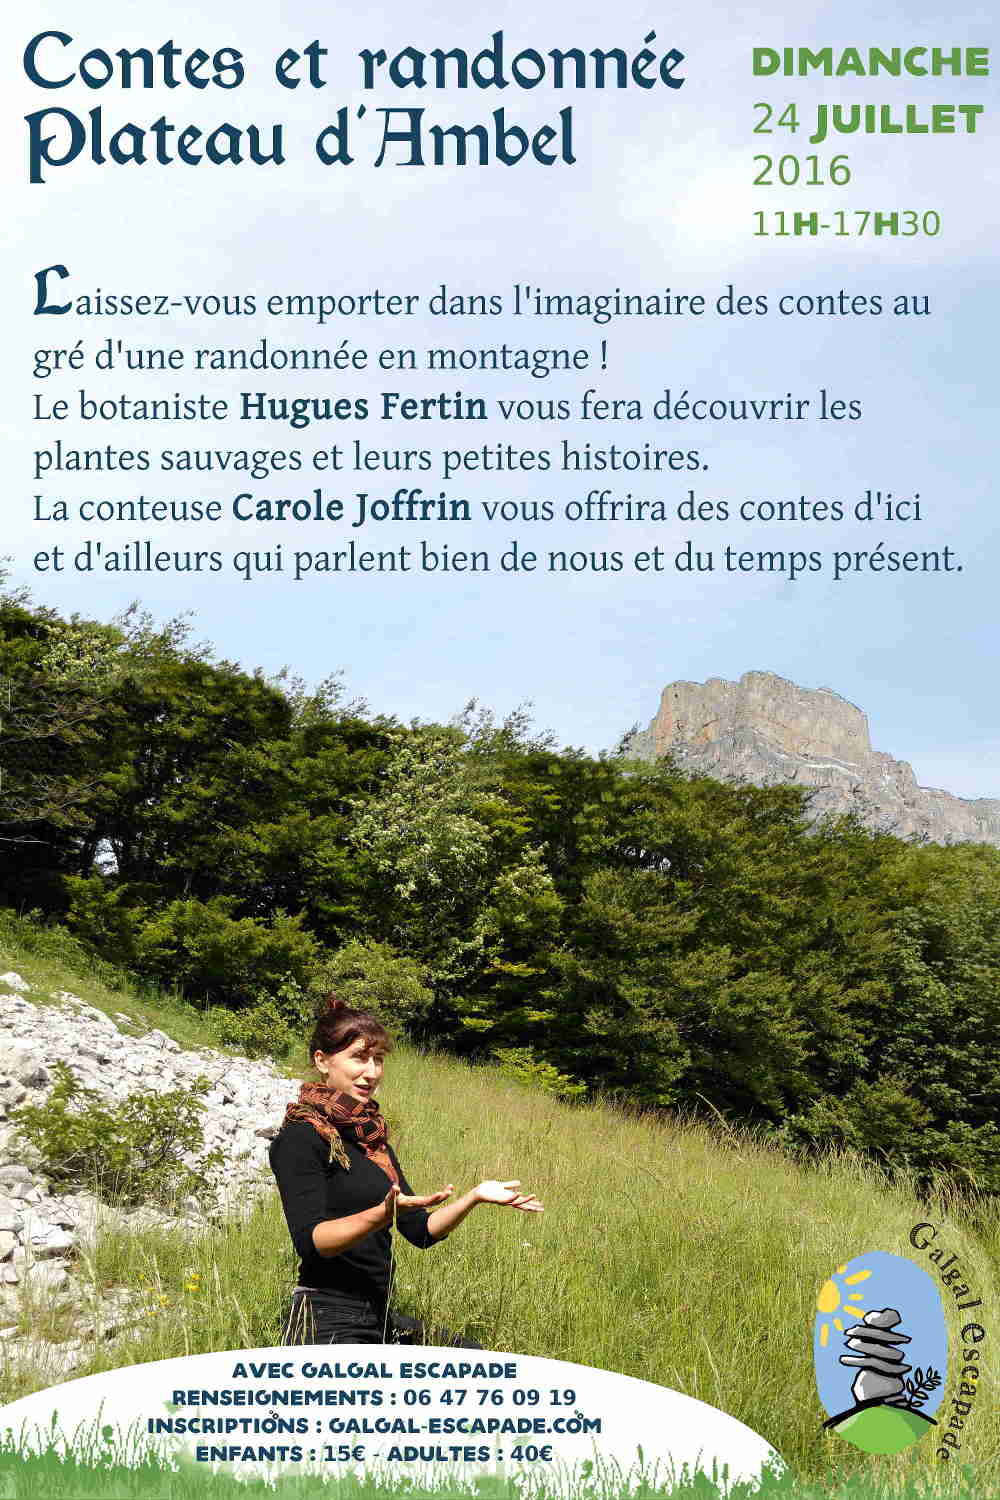 Contes et randonnée
Plateau d'Ambel
DIMANCHE
24 JUILLET
2016
11H-17H30
Laissez-vous emporter dans l'imaginaire des contes au
gré d'une randonnée en montagne !
Le botaniste Hugues Fertin vous fera découvrir les
plantes sauvages et leurs petites histoires.
La conteuse Carole Joffrin vous offrira des contes d'ici
et d'ailleurs qui parlent bien de nous et du temps présent.
AVEC GALGAL ESCAPADE
RENSEIGNEMENTS : 06 47 76 09 19
INSCRIPTIONS : GALGAL-ESCAPADE.COM
ENFANTS : 15€ - ADULTES : 40€
Galgal Escapade